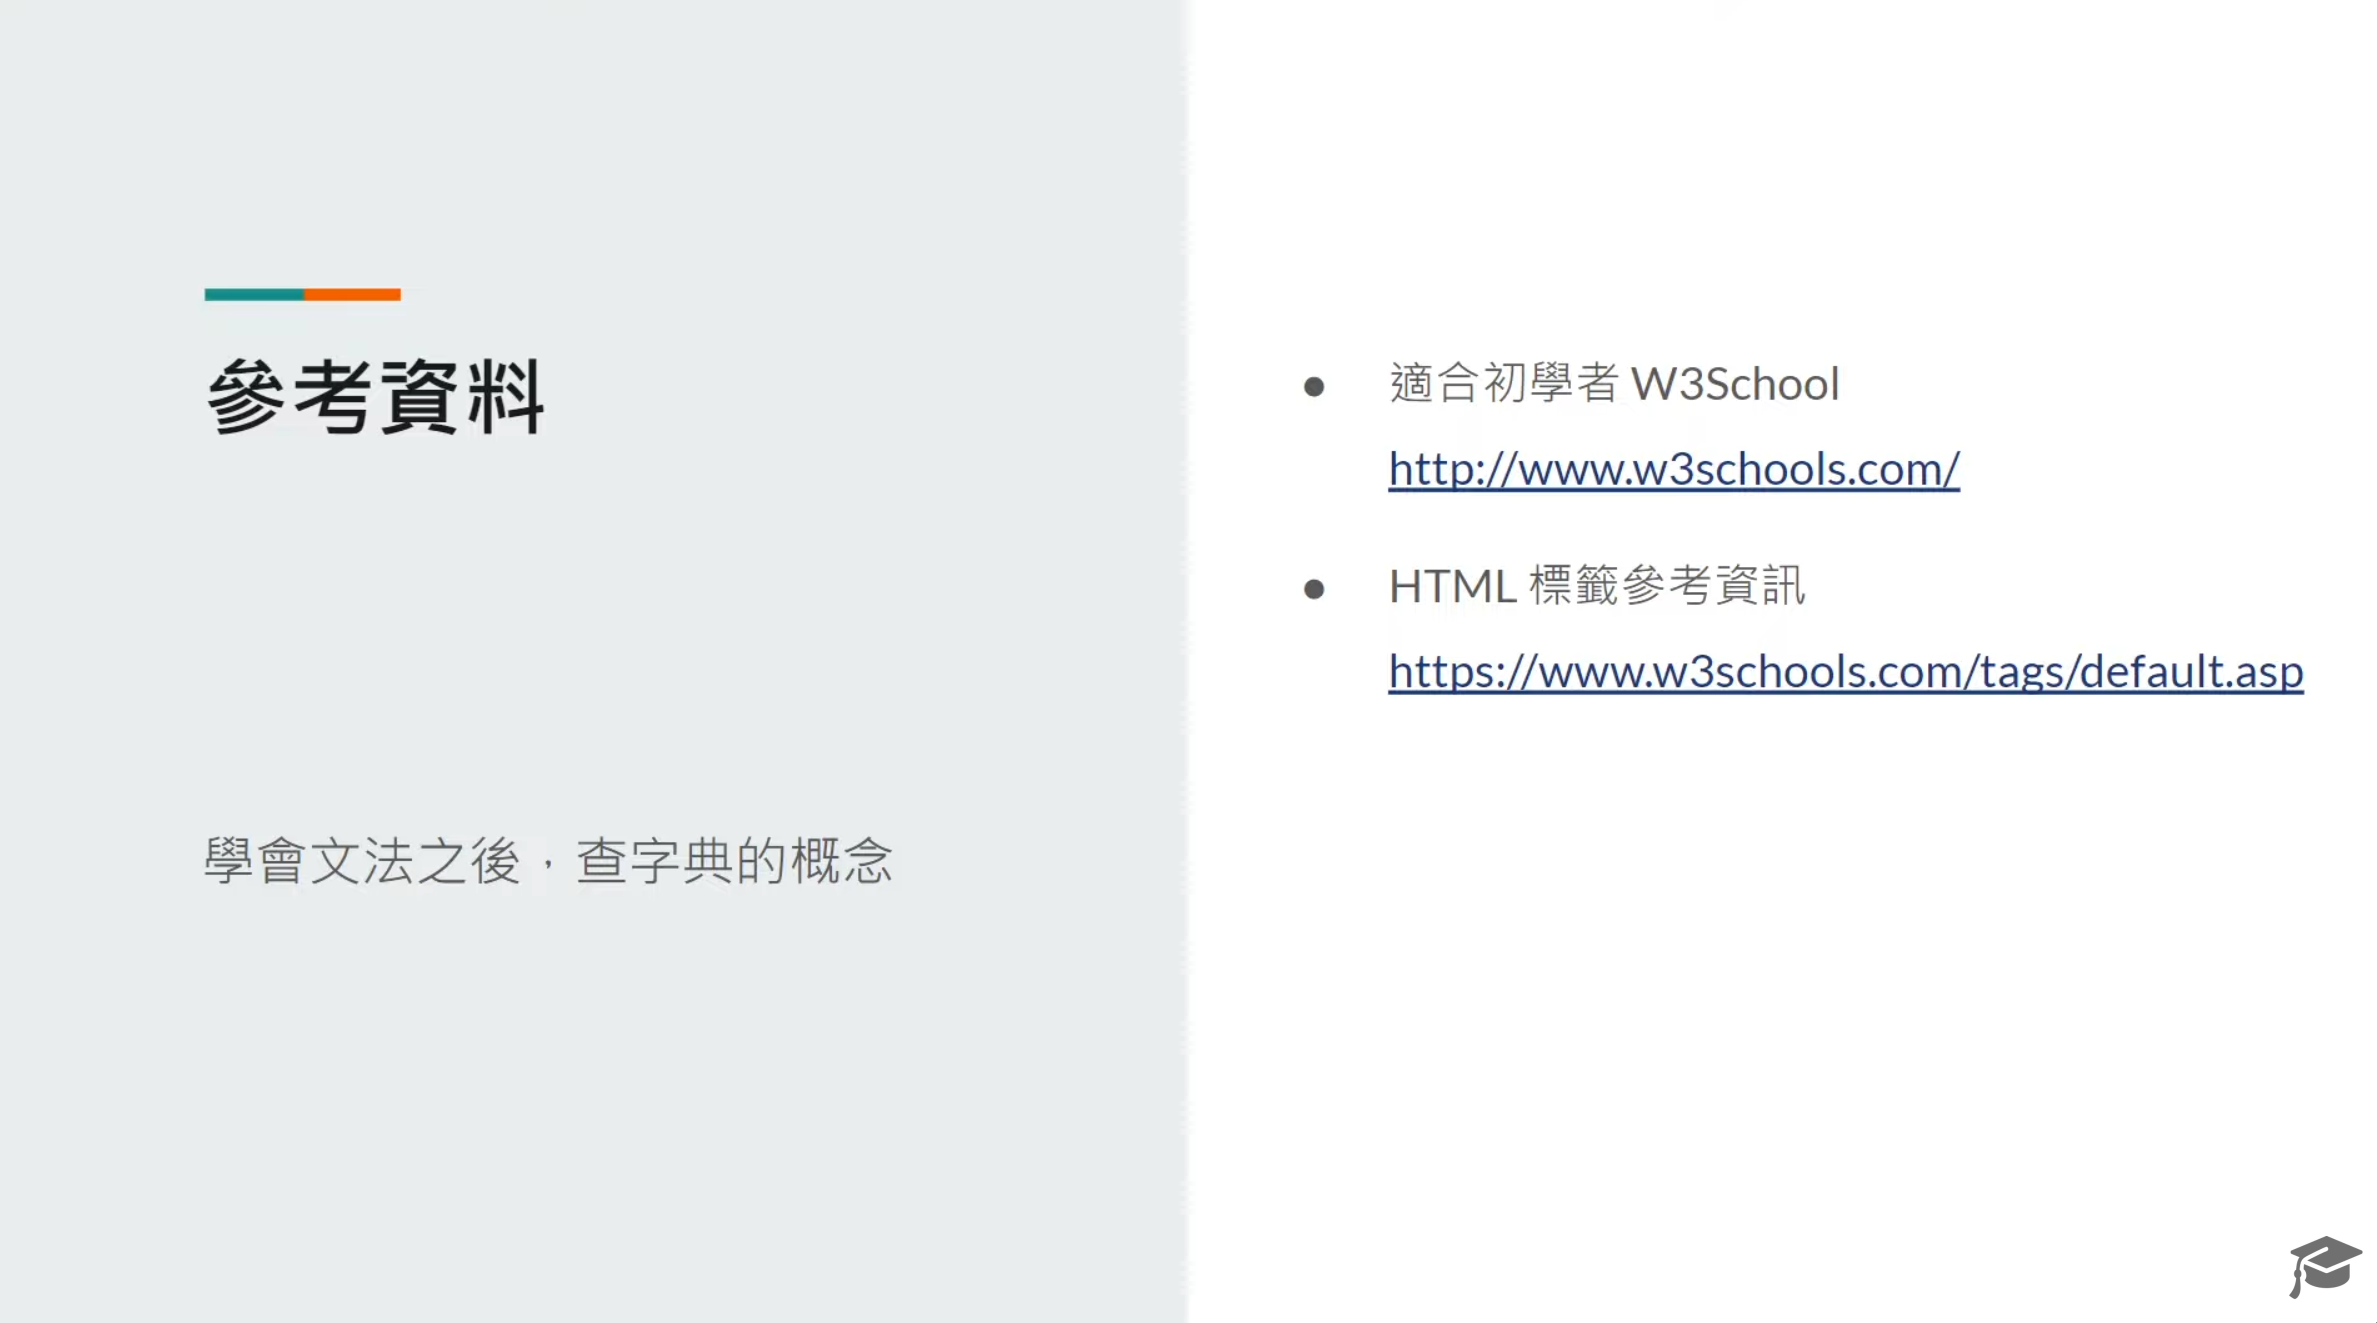 參考資料
學會文法之後，查字典的概念
● 適合初學者 W3School
http://www.w3schools.com/
● HTML 標籤參考資訊
https://www.w3schools.com/tags/default.asp